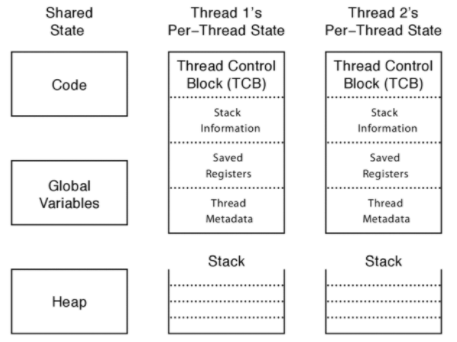 Shared
State
Code
Global
Variables
Heap
Thread 1's
Per–Thread State
Thread Control
Block (TCB)
Stack
Information
Saved
Registers
Thread
Metadata
Stack
Thread 2's
Per–Thread State
Thread Control
Block (TCB)
Stack
Information
Saved
Registers
Thread
Metadata
Stack